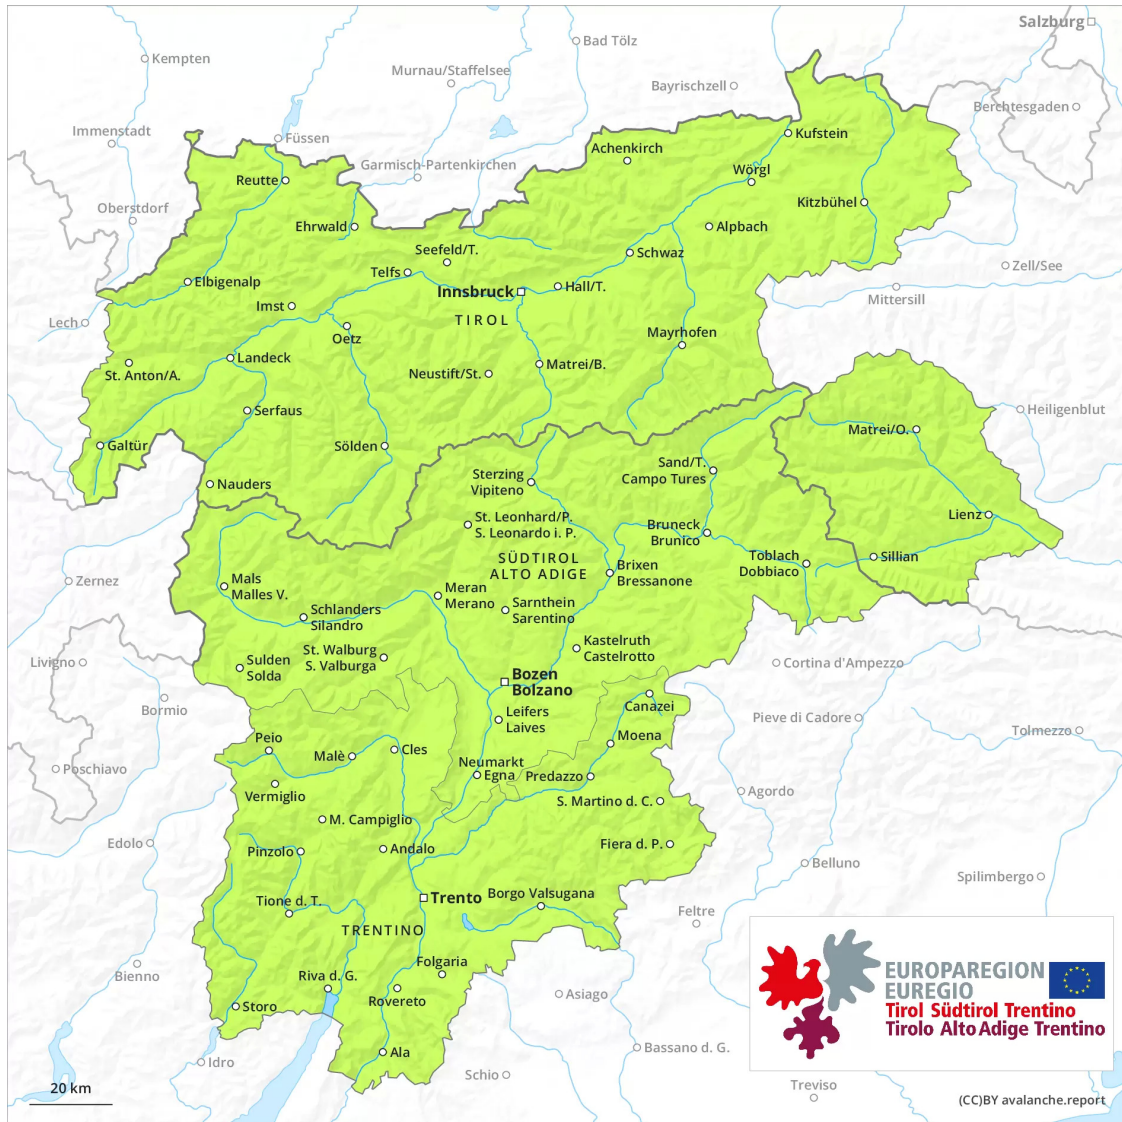 Salzburg
Bad Tölz
Kempten
Murnau/Staffelsee
Bayrischzell
Berchtesgaden
Immenstadt
Füssen
Kufstein
Achenkirch
Garmisch-Partenkirchen
Wörgl
Reutte
Oberstdorf
Kitzbühel
Ehrwald
Alpbach
Seefeld/T.
Schwaz
Zell/See
Telfs
Elbigenalp
Hall/T.
Innsbruck
Mittersill
Imst
TIROL
Lech
Oetz
Mayrhofen
Landeck
Matrei/B.
St. Anton/A.
Neustift/St.
Serfaus
Heiligenblut
Matrei/O.
Galtür
Sölden
Sand/T.
Campo Tures
Sterzing
Vipiteno
Nauders
Lienz
St. Leonhard/P.
S. Leonardo i. P.
Bruneck
Brunico
SÜDTIROL
ALTO ADIGE
Toblach
Dobbiaco
Sillian
Brixen
Bressanone
Zernez
Mals
Malles V.
Meran
Merano
Sarnthein
Sarentino
Schlanders
Silandro
Kastelruth
Castelrotto
St. Walburg
S. Valburga
Livigno
Sulden
Solda
Cortina d'Ampezzo
Bozen
Bolzano
Bormio
Canazei
Leifers
Laives
Pieve di Cadore
Tolmezzo
Peio
Moena
Cles
Malè
Neumarkt
Egna
Poschiavo
Predazzo
Vermiglio
Agordo
S. Martino d. C.
M. Campiglio
Edolo
Pinzolo
Andalo
Fiera d. P.
Belluno
Spilimbergo
Trento
Borgo Valsugana
Tione d. T.
Feltre
TRENTINO
Folgaria
Bienno
Riva d. G.
Rovereto
Asiago
Storo
EUROPAREGION
EUREGIO
Tirol Südtirol Trentino
Tirolo Alto Adige Trentino
Ala
Bassano d. G.
Idro
Schio
Treviso
20 km
(CC)BY avalanche.report